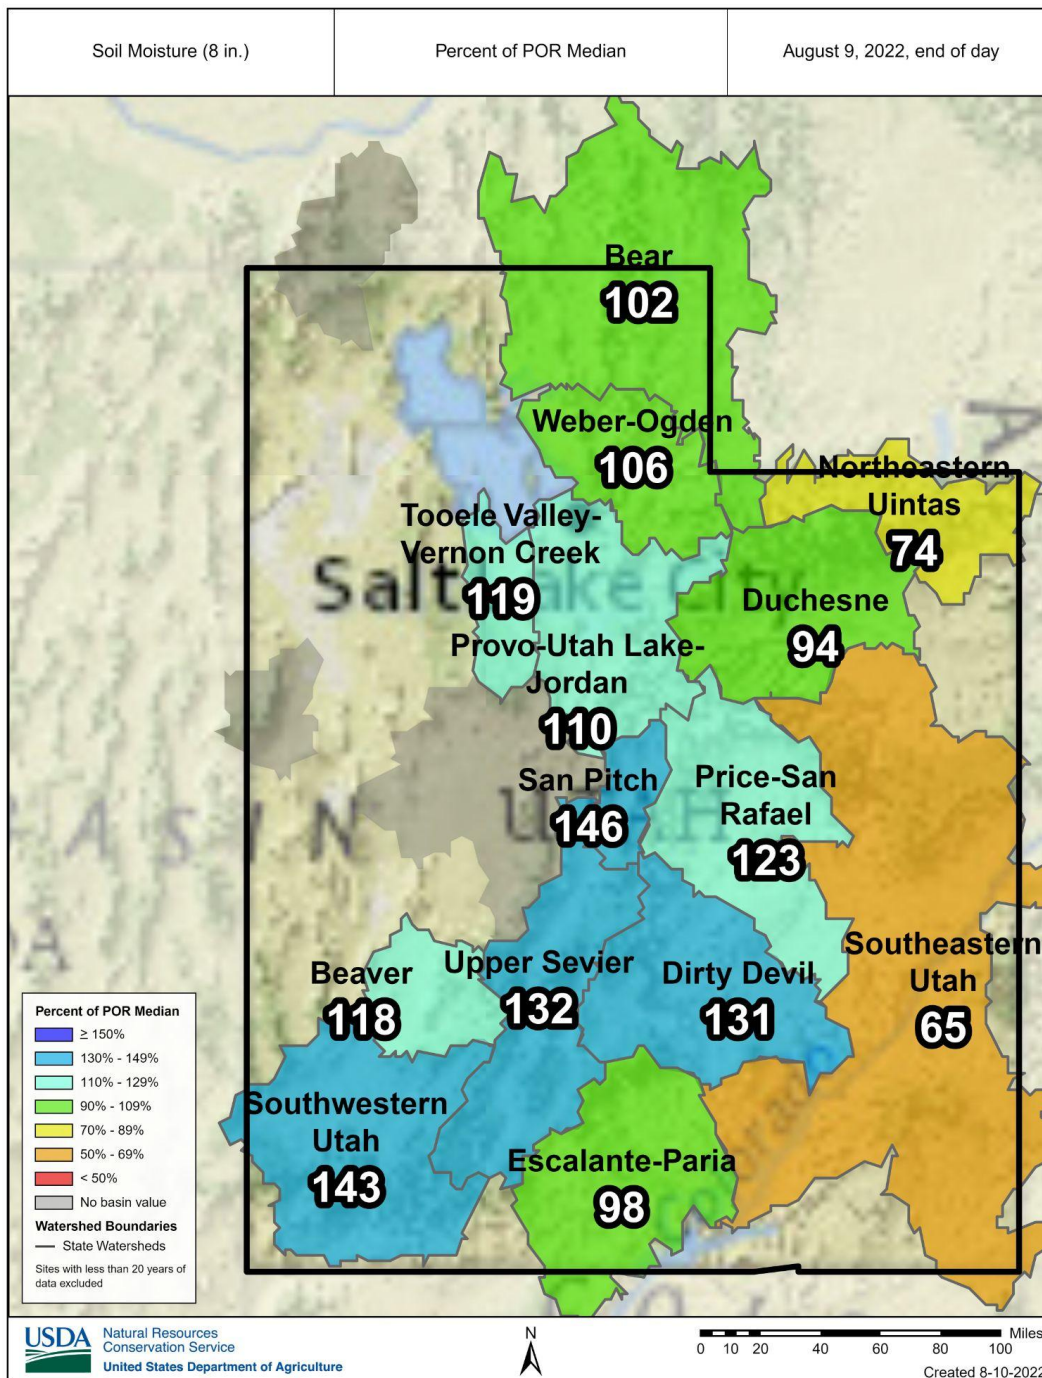 Soil Moisture (8 in.)
Percent of POR Median
August 9, 2022, end of day
Bear
102
Weber-Ogden
106
Northeastern
Uintas
74
Tooele Valley-
Vernon Creek
119
Salt Lake City
Duchesne
94
Provo-Utah Lake-
Jordan
110
San Pitch
146
Price-San
Rafael
123
Southeastern
Utah
65
Beaver
118
Upper Sevier
132
Dirty Devil
131
Southwestern
Utah
143
Escalante-Paria
98
Percent of POR Median
≥ 150%
130% - 149%
110% - 129%
90% - 109%
70% - 89%
50% - 69%
< 50%
No basin value
Watershed Boundaries
State Watersheds
Sites with less than 20 years of
data excluded
USDA
Natural Resources
Conservation Service
United States Department of Agriculture
N
Miles
0 10 20 40 60 80 100
Created 8-10-2022